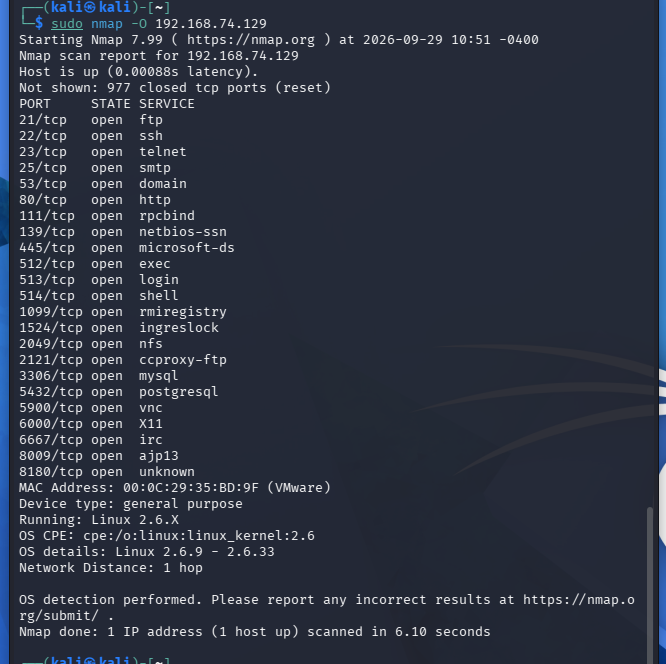 ┌──(kali㉿kali)-[~]
└─$ sudo nmap -O 192.168.74.129
Starting Nmap 7.99 ( https://nmap.org ) at 2026-09-29 10:51 -0400
Nmap scan report for 192.168.74.129
Host is up (0.00088s latency).
Not shown: 977 closed tcp ports (reset)
PORT     STATE SERVICE
21/tcp   open  ftp
22/tcp   open  ssh
23/tcp   open  telnet
25/tcp   open  smtp
53/tcp   open  domain
80/tcp   open  http
111/tcp  open  rpcbind
139/tcp  open  netbios-ssn
445/tcp  open  microsoft-ds
512/tcp  open  exec
513/tcp  open  login
514/tcp  open  shell
1099/tcp open  rmiregistry
1524/tcp open  ingreslock
2049/tcp open  nfs
2121/tcp open  ccproxy-ftp
3306/tcp open  mysql
5432/tcp open  postgresql
5900/tcp open  vnc
6000/tcp open  X11
6667/tcp open  irc
8009/tcp open  ajp13
8180/tcp open  unknown
MAC Address: 00:0C:29:35:BD:9F (VMware)
Device type: general purpose
Running: Linux 2.6.X
OS CPE: cpe:/o:linux:linux_kernel:2.6
OS details: Linux 2.6.9 - 2.6.33
Network Distance: 1 hop

OS detection performed. Please report any incorrect results at https://nmap.o
rg/submit/ .
Nmap done: 1 IP address (1 host up) scanned in 6.10 seconds

┌──(kali㉿kali)-[~]